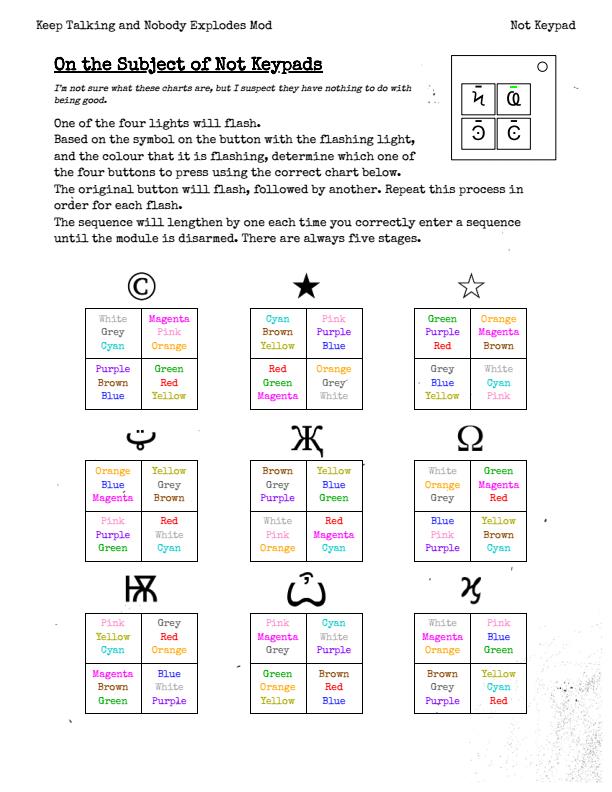 Keep Talking and Nobody Explodes Mod
Not Keypad
On the Subject of Not Keypads
I'm not sure what these charts are, but I suspect they have nothing to do with
being good.
One of the four lights will flash.
Based on the symbol on the button with the flashing light,
and the colour that it is flashing, determine which one of
the four buttons to press using the correct chart below.
The original button will flash, followed by another. Repeat this process in
order for each flash.
The sequence will lengthen by one each time you correctly enter a sequence
until the module is disarmed. There are always five stages.
© ★ ☆
White Magenta Cyan Pink Green Orange
Grey Pink Brown Purple Purple Magenta
Cyan Orange Yellow Blue Red Brown
Purple Green Red Orange Grey White
Brown Red Green Grey Blue Cyan
Blue Yellow Magenta White Yellow Pink
Җ Ω
Orange Yellow Brown Yellow White Green
Blue Grey Grey Blue Orange Magenta
Magenta Brown Purple Green Grey Red
Pink Red White Red Blue Yellow
Purple White Pink Magenta Pink Brown
Green Cyan Orange Cyan Purple Cyan
Ѭ Ѽ ϗ
Pink Grey Pink Cyan White Pink
Yellow Red Magenta White Magenta Blue
Cyan Orange Grey Purple Orange Green
Magenta Blue Green Brown Brown Yellow
Brown White Orange Red Grey Cyan
Green Purple Yellow Blue Purple Red